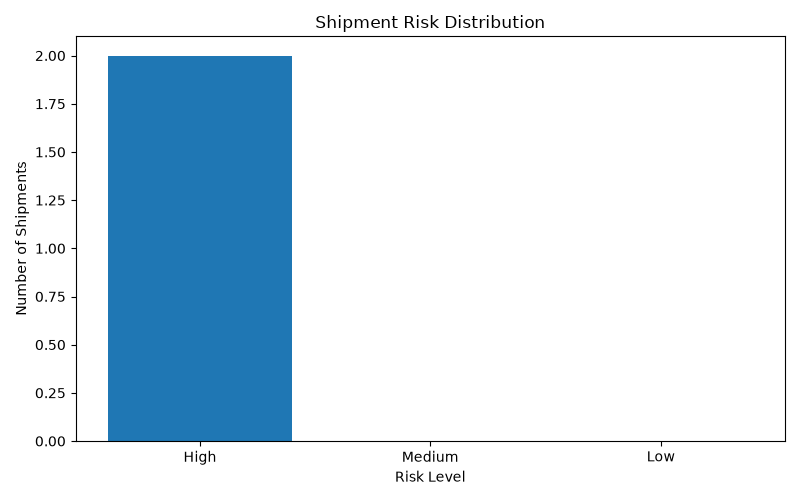 Shipment Risk Distribution
Number of Shipments
2.00
1.75
1.50
1.25
1.00
0.75
0.50
0.25
0.00
High Medium Low
Risk Level